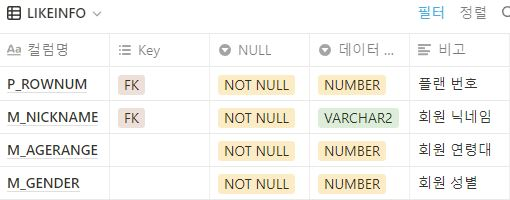 LIKEINFO
필터 정렬
Aa 컬럼명 Key NULL 데이터 ... 비고
P_ROWNUM FK NOT NULL NUMBER 플랜 번호
M_NICKNAME FK NOT NULL VARCHAR2 회원 닉네임
M_AGERANGE NOT NULL NUMBER 회원 연령대
M_GENDER NOT NULL NUMBER 회원 성별